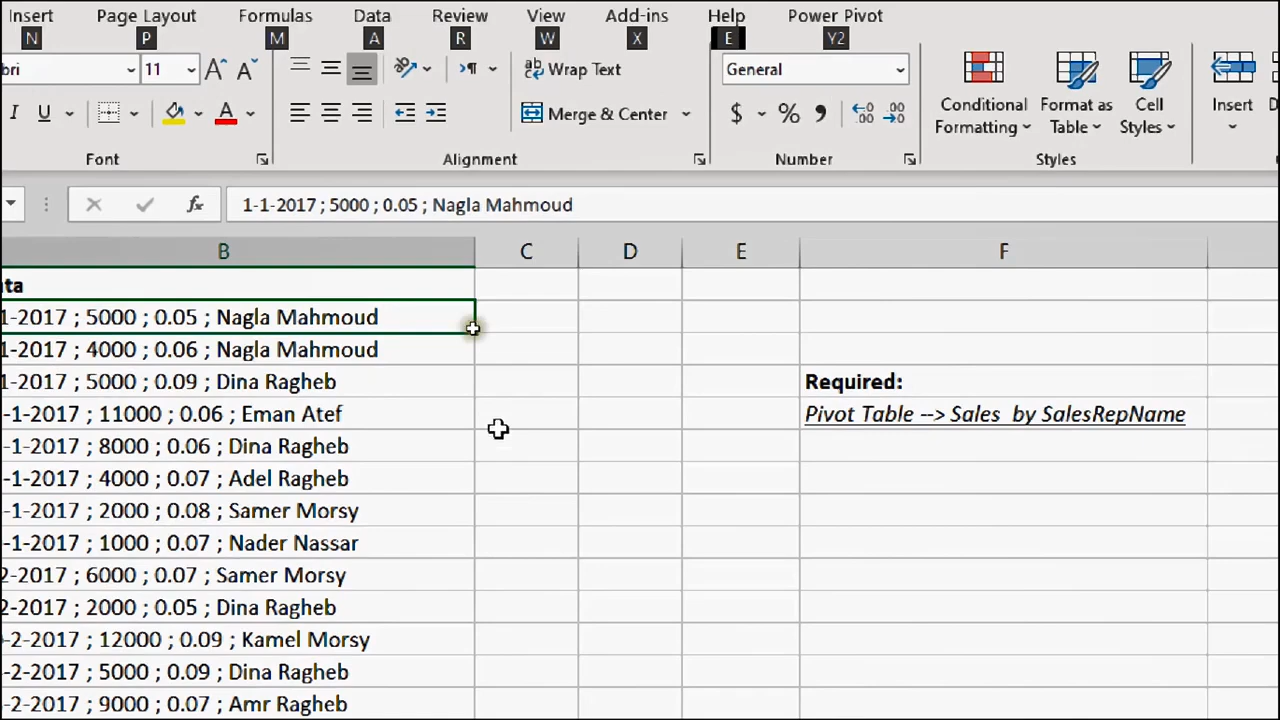 Insert Page Layout Formulas Data Review View Add-ins Help Power Pivot
N P M A R W X E Y2
bri 11 A A Wrap Text General
Conditional Formatting Format as Table Cell Styles Insert
I U A Merge & Center $ % , .00
Font Alignment Number Styles
fx 1-1-2017 ; 5000 ; 0.05 ; Nagla Mahmoud
B C D E F
ta
1-2017 ; 5000 ; 0.05 ; Nagla Mahmoud
1-2017 ; 4000 ; 0.06 ; Nagla Mahmoud
1-2017 ; 5000 ; 0.09 ; Dina Ragheb Required:
-1-2017 ; 11000 ; 0.06 ; Eman Atef Pivot Table --> Sales by SalesRepName
-1-2017 ; 8000 ; 0.06 ; Dina Ragheb
-1-2017 ; 4000 ; 0.07 ; Adel Ragheb
-1-2017 ; 2000 ; 0.08 ; Samer Morsy
-1-2017 ; 1000 ; 0.07 ; Nader Nassar
2-2017 ; 6000 ; 0.07 ; Samer Morsy
2-2017 ; 2000 ; 0.05 ; Dina Ragheb
-2-2017 ; 12000 ; 0.09 ; Kamel Morsy
-2-2017 ; 5000 ; 0.09 ; Dina Ragheb
-2-2017 ; 9000 ; 0.07 ; Amr Ragheb